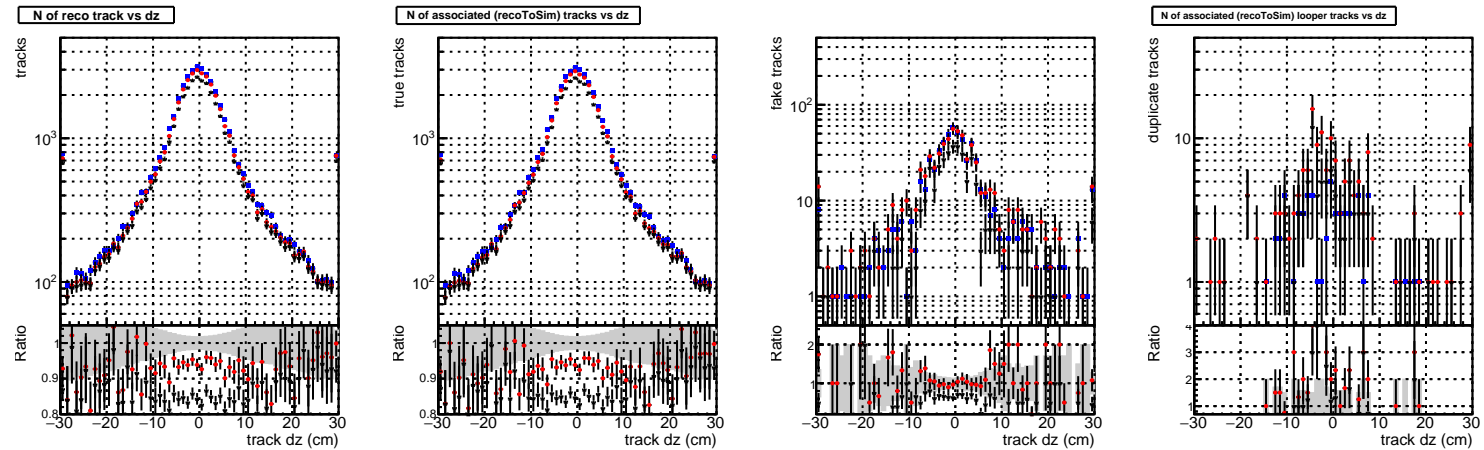 N of reco track vs dz
tracks
10³
10²
Ratio
1
0.9
0.8
−30 −20 −10 0 10 20 30
track dz (cm)
N of associated (recoToSim) tracks vs dz
true tracks
10³
10²
Ratio
1
0.9
0.8
−30 −20 −10 0 10 20 30
track dz (cm)
fake tracks
10²
10
1
Ratio
2
1
−30 −20 −10 0 10 20 30
track dz (cm)
N of associated (recoToSim) looper tracks vs dz
duplicate tracks
10
1
Ratio
4
3
2
1
−30 −20 −10 0 10 20 30
track dz (cm)